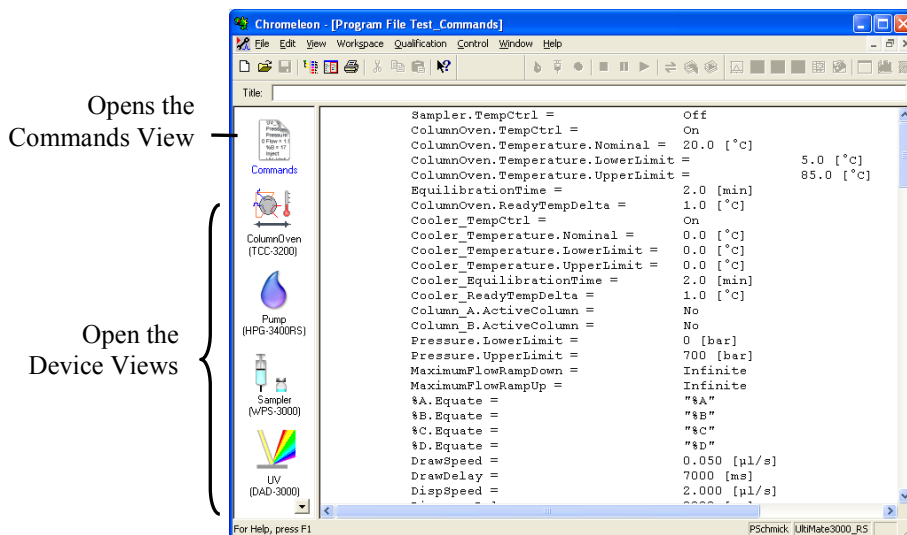 Chromeleon - [Program File Test_Commands]
File Edit View Workspace Qualification Control Window Help
Title:
Opens the
Commands View
Commands
ColumnOven
(TCC-3200)
Pump
(HPG-3400RS)
Open the
Device Views
Sampler
(WPS-3000)
UV
(DAD-3000)
Sampler.TempCtrl = Off
ColumnOven.TempCtrl = On
ColumnOven.Temperature.Nominal = 20.0 [°C]
ColumnOven.Temperature.LowerLimit = 5.0 [°C]
ColumnOven.Temperature.UpperLimit = 85.0 [°C]
EquilibrationTime = 2.0 [min]
ColumnOven.ReadyTempDelta = 1.0 [°C]
Cooler_TempCtrl = On
Cooler_Temperature.Nominal = 0.0 [°C]
Cooler_Temperature.LowerLimit = 0.0 [°C]
Cooler_Temperature.UpperLimit = 0.0 [°C]
Cooler_EquilibrationTime = 2.0 [min]
Cooler_ReadyTempDelta = 1.0 [°C]
Column_A.ActiveColumn = No
Column_B.ActiveColumn = No
Pressure.LowerLimit = 0 [bar]
Pressure.UpperLimit = 700 [bar]
MaximumFlowRampDown = Infinite
MaximumFlowRampUp = Infinite
%A.Equate = "%A"
%B.Equate = "%B"
%C.Equate = "%C"
%D.Equate = "%D"
DrawSpeed = 0.050 [µl/s]
DrawDelay = 7000 [ms]
DispSpeed = 2.000 [µl/s]
For Help, press F1
PSchmick UltiMate3000_RS